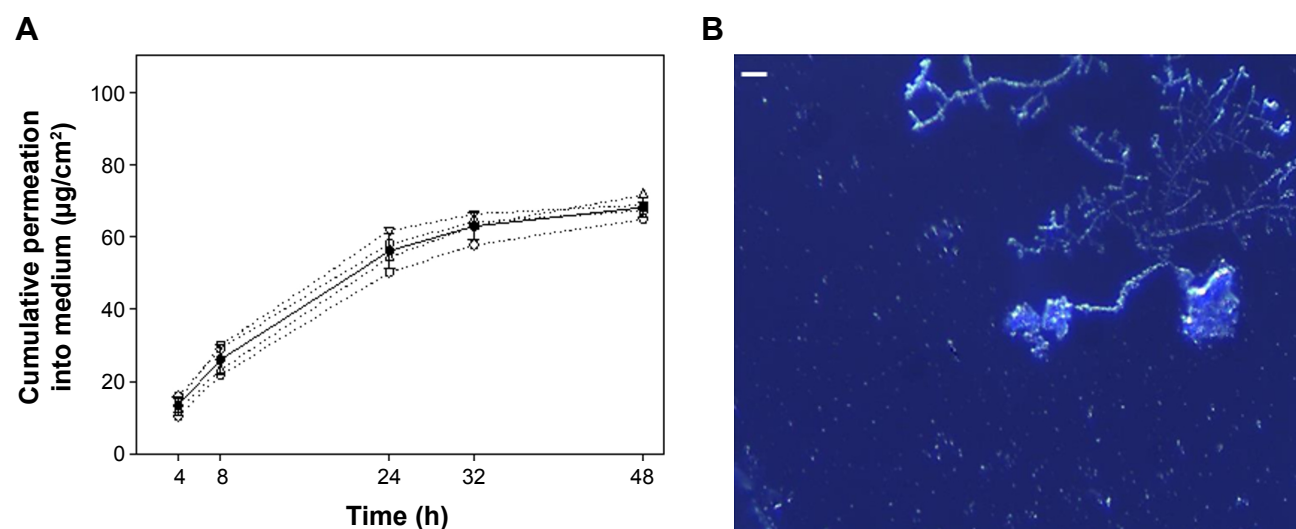 A
Cumulative permeation
into medium (µg/cm²)
100
80
60
40
20
0
4 8 24 32 48
Time (h)
B